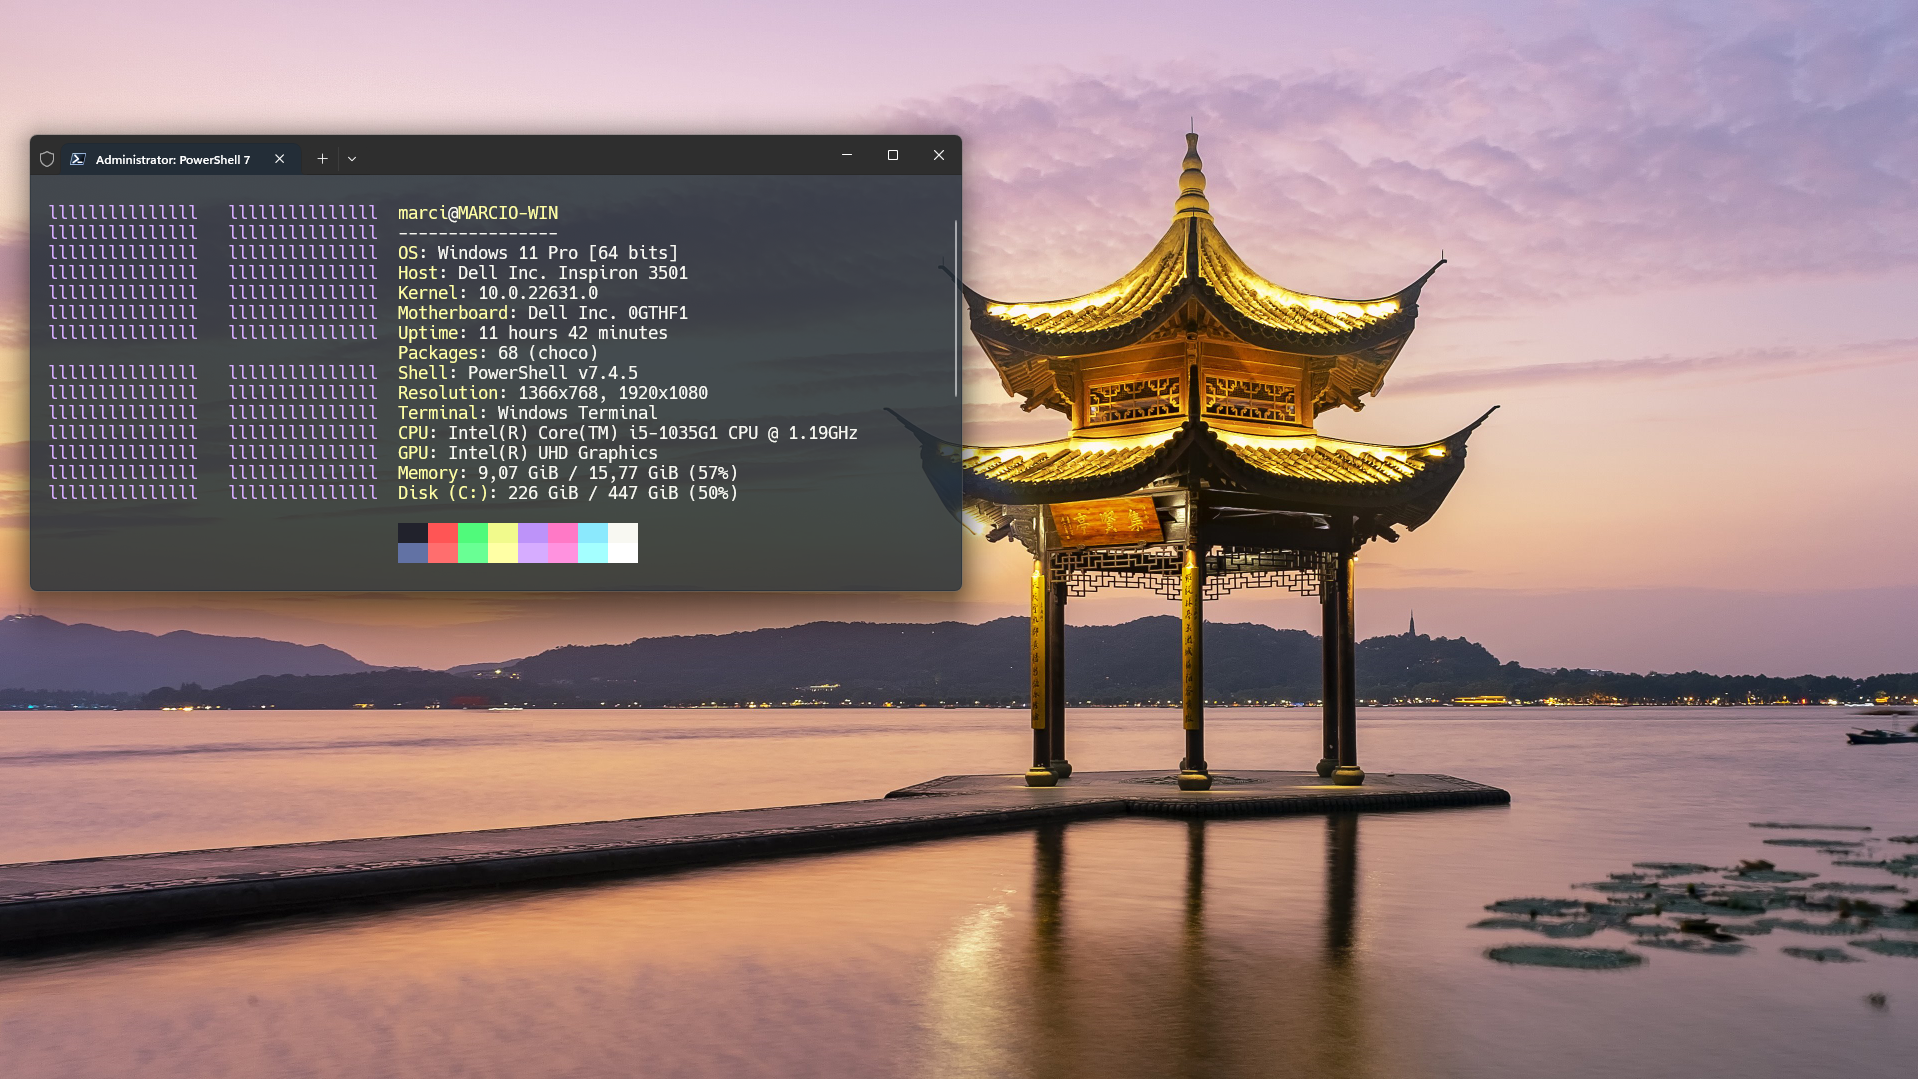 Administrator: PowerShell 7
llllllllllllllll   llllllllllllllll   marci@MARCIO-WIN
llllllllllllllll   llllllllllllllll   ----------------
llllllllllllllll   llllllllllllllll   OS: Windows 11 Pro [64 bits]
llllllllllllllll   llllllllllllllll   Host: Dell Inc. Inspiron 3501
llllllllllllllll   llllllllllllllll   Kernel: 10.0.22631.0
llllllllllllllll   llllllllllllllll   Motherboard: Dell Inc. 0GTHF1
llllllllllllllll   llllllllllllllll   Uptime: 11 hours 42 minutes
Packages: 68 (choco)
llllllllllllllll   llllllllllllllll   Shell: PowerShell v7.4.5
llllllllllllllll   llllllllllllllll   Resolution: 1366x768, 1920x1080
llllllllllllllll   llllllllllllllll   Terminal: Windows Terminal
llllllllllllllll   llllllllllllllll   CPU: Intel(R) Core(TM) i5-1035G1 CPU @ 1.19GHz
llllllllllllllll   llllllllllllllll   GPU: Intel(R) UHD Graphics
llllllllllllllll   llllllllllllllll   Memory: 9,07 GiB / 15,77 GiB (57%)
llllllllllllllll   llllllllllllllll   Disk (C:): 226 GiB / 447 GiB (50%)
亭賢集